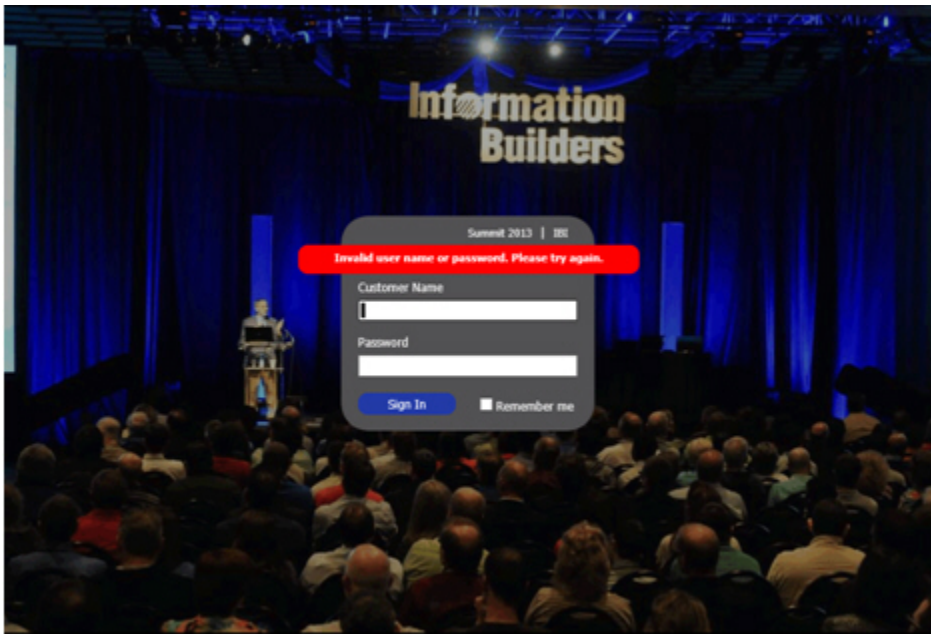 Information
Builders
Summit 2013 | IBI
Invalid user name or password. Please try again.
Customer Name
Password
Sign In
Remember me